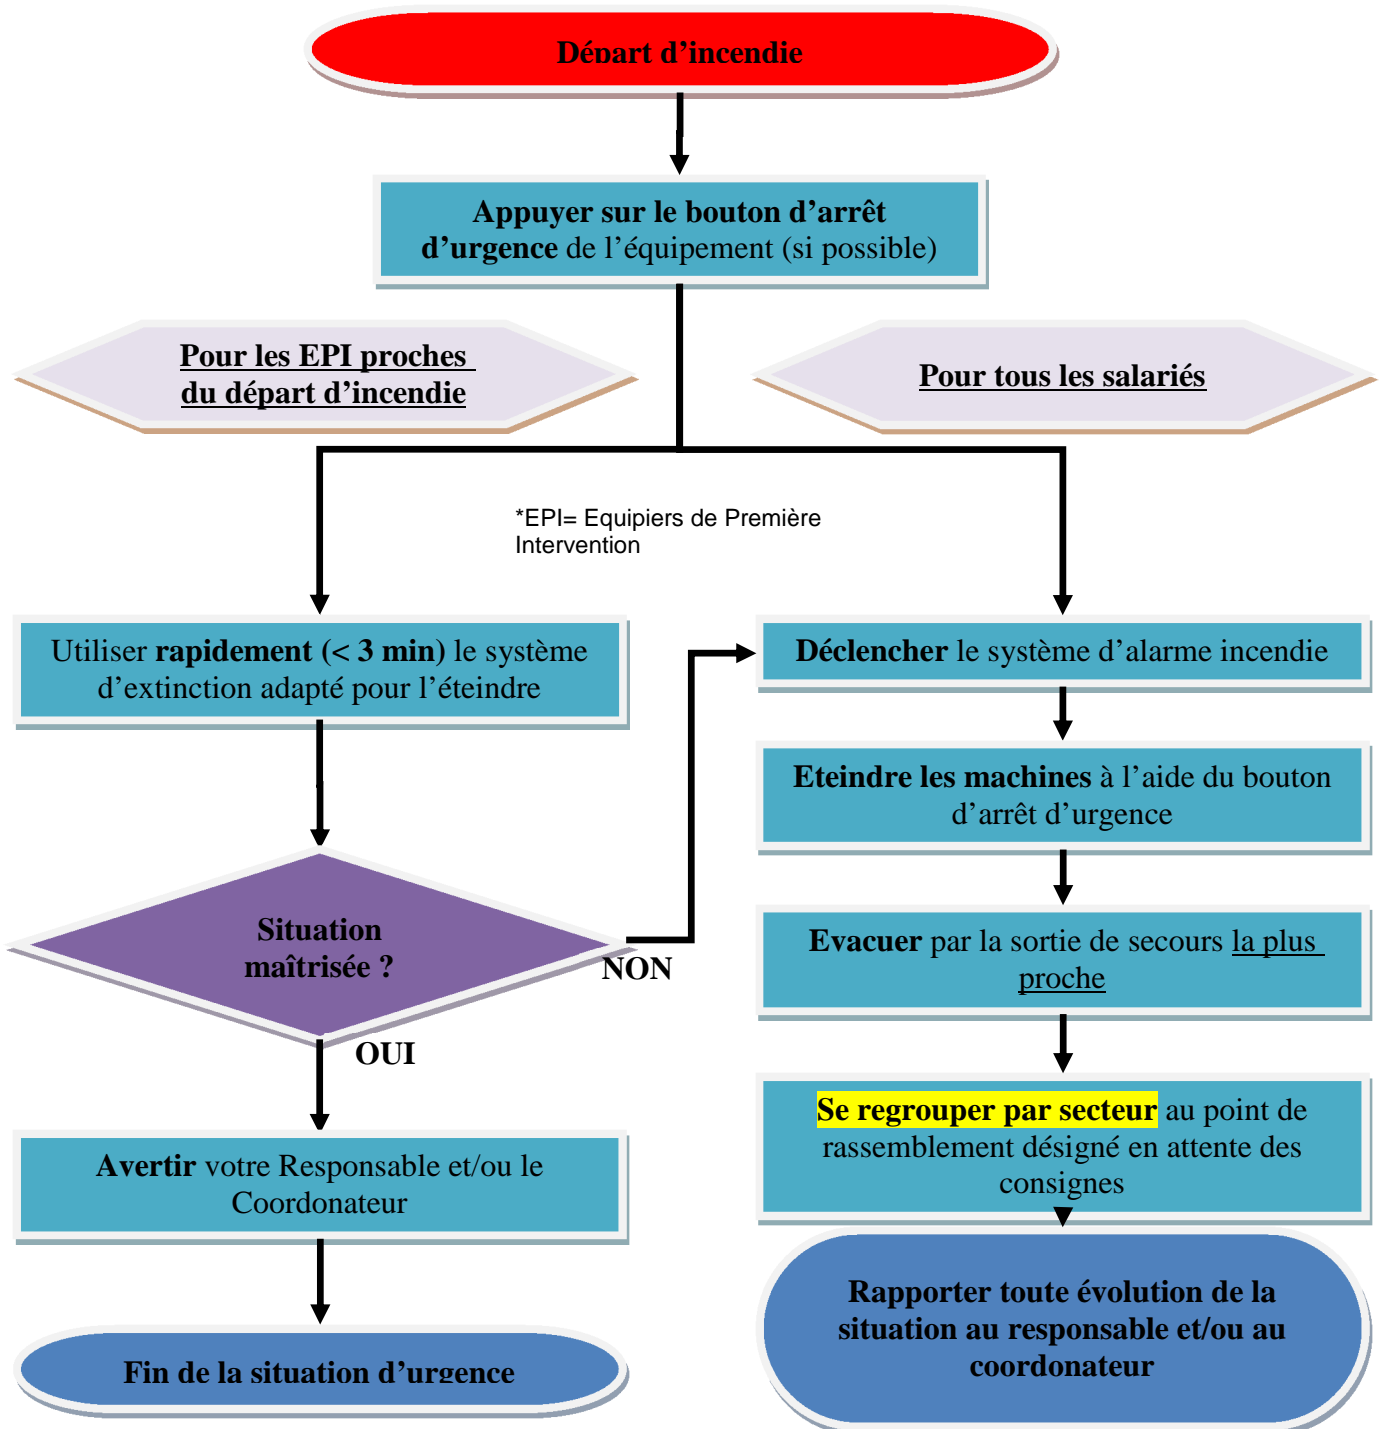 Départ d’incendie
Appuyer sur le bouton d’arrêt
d’urgence de l’équipement (si possible)
Pour les EPI proches
du départ d’incendie
Pour tous les salariés
*EPI= Equipiers de Première
Intervention
Utiliser rapidement (< 3 min) le système
d’extinction adapté pour l’éteindre
Déclencher le système d’alarme incendie
Eteindre les machines à l’aide du bouton
d’arrêt d’urgence
Situation
maîtrisée ?
NON
OUI
Evacuer par la sortie de secours la plus
proche
Se regrouper par secteur au point de
rassemblement désigné en attente des
consignes
Avertir votre Responsable et/ou le
Coordonateur
Fin de la situation d’urgence
Rapporter toute évolution de la
situation au responsable et/ou au
coordonateur